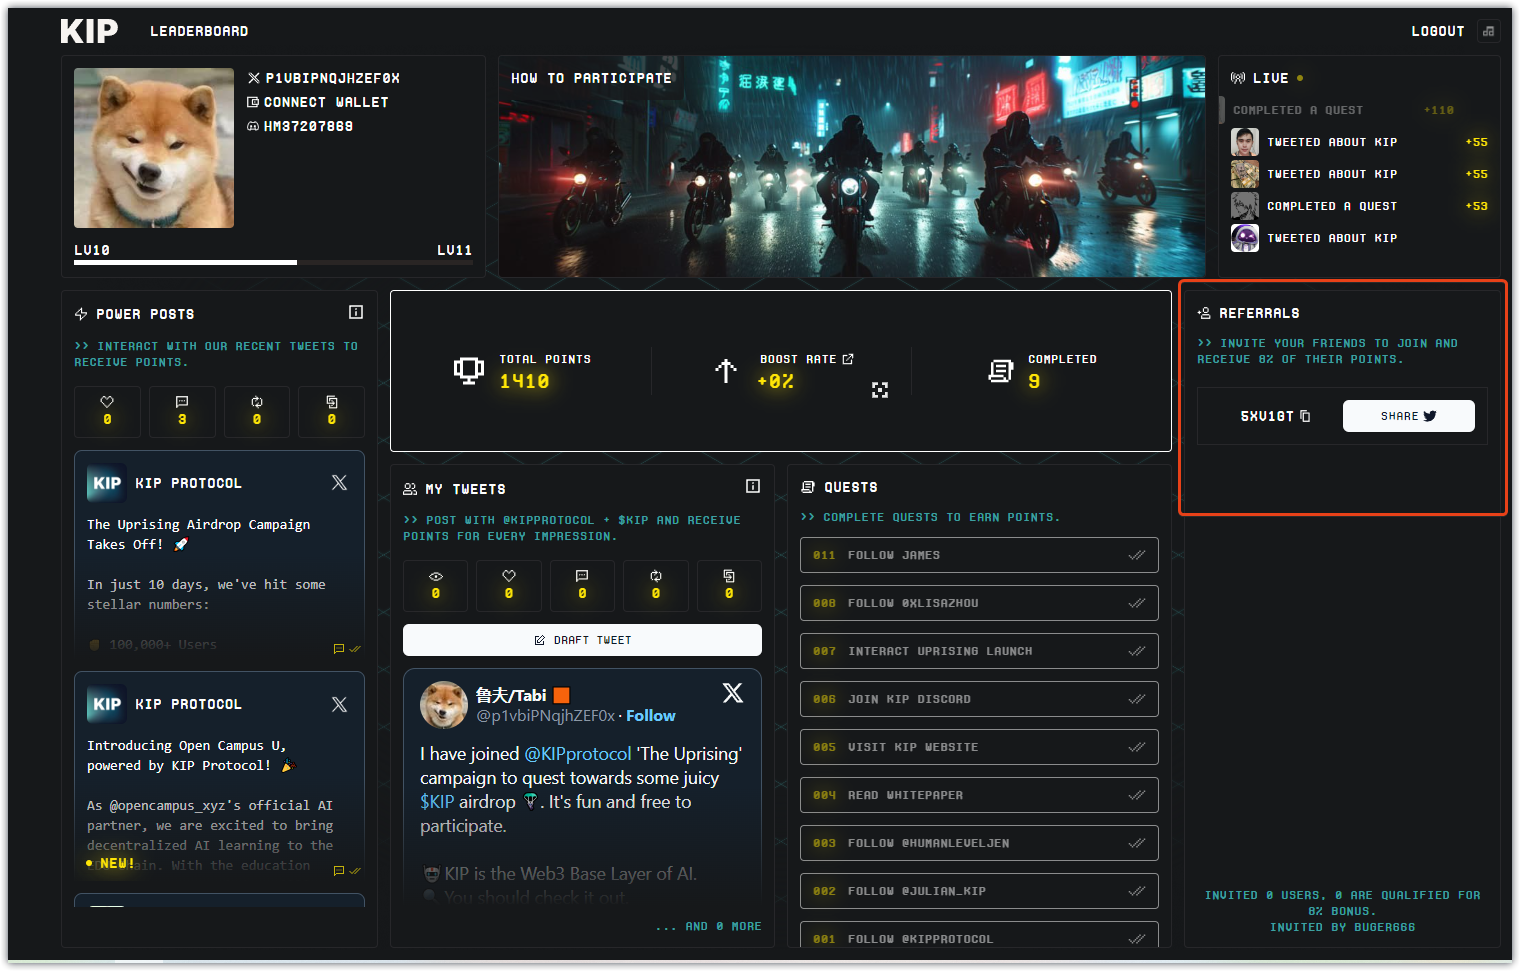 KIP LEADERBOARD
LOGOUT
P1VBIPNQJHZEF0X
CONNECT WALLET
HM37207869
LV10
LV11
HOW TO PARTICIPATE
LIVE
COMPLETED A QUEST +110
TWEETED ABOUT KIP +55
TWEETED ABOUT KIP +55
COMPLETED A QUEST +53
TWEETED ABOUT KIP
POWER POSTS
>> INTERACT WITH OUR RECENT TWEETS TO
RECEIVE POINTS.
0
3
0
0
KIP KIP PROTOCOL
The Uprising Airdrop Campaign
Takes Off! 🚀
In just 10 days, we've hit some
stellar numbers:
100,000+ Users
KIP KIP PROTOCOL
Introducing Open Campus U,
powered by KIP Protocol! 🎉
As @opencampus_xyz's official AI
partner, we are excited to bring
decentralized AI learning to the
NEW!
With the education
TOTAL POINTS
1410
BOOST RATE
+0%
COMPLETED
9
MY TWEETS
>> POST WITH @KIPPROTOCOL + $KIP AND RECEIVE
POINTS FOR EVERY IMPRESSION.
0
0
0
0
0
DRAFT TWEET
鲁夫/Tabi 🟧
@p1vbiPNqjhZEF0x · Follow
I have joined @KIPprotocol 'The Uprising'
campaign to quest towards some juicy
$KIP airdrop 🪂. It's fun and free to
participate.
KIP is the Web3 Base Layer of AI.
You should check it out
... AND 0 MORE
QUESTS
>> COMPLETE QUESTS TO EARN POINTS.
011 FOLLOW JAMES
008 FOLLOW 0XLISAZHOU
007 INTERACT UPRISING LAUNCH
006 JOIN KIP DISCORD
005 VISIT KIP WEBSITE
004 READ WHITEPAPER
003 FOLLOW @HUMANLEVELJEN
002 FOLLOW @JULIAN_KIP
001 FOLLOW @KIPPROTOCOL
REFERRALS
>> INVITE YOUR FRIENDS TO JOIN AND
RECEIVE 8% OF THEIR POINTS.
5XV1GT
SHARE
INVITED 0 USERS, 0 ARE QUALIFIED FOR
8% BONUS.
INVITED BY BUGER666